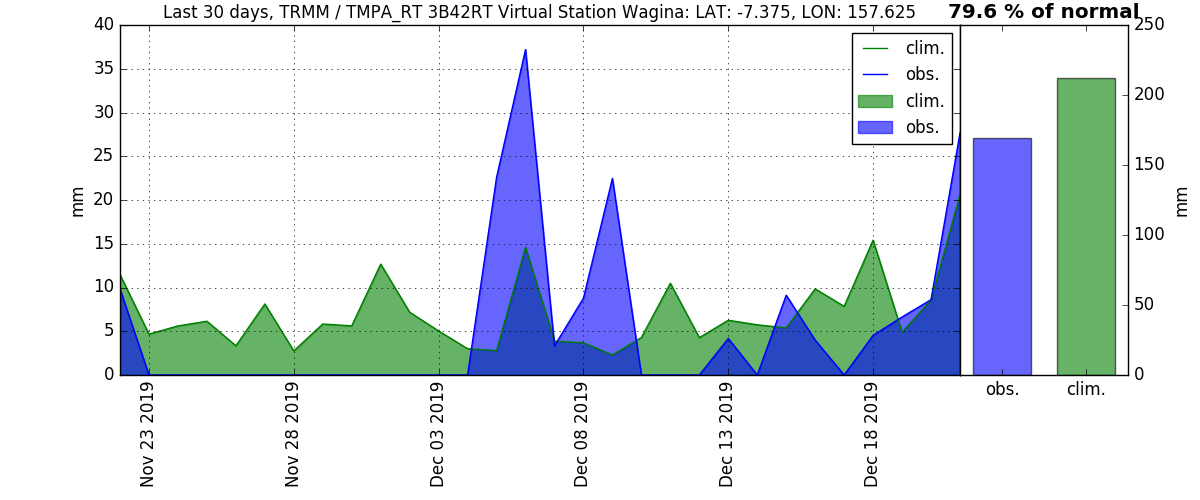 Last 30 days, TRMM / TMPA_RT 3B42RT Virtual Station Wagina: LAT: -7.375, LON: 157.625
79.6 % of normal
40
35
30
25
20
15
10
5
0
mm
clim.
obs.
clim.
obs.
Nov 23 2019
Nov 28 2019
Dec 03 2019
Dec 08 2019
Dec 13 2019
Dec 18 2019
250
200
150
100
50
0
mm
obs.
clim.